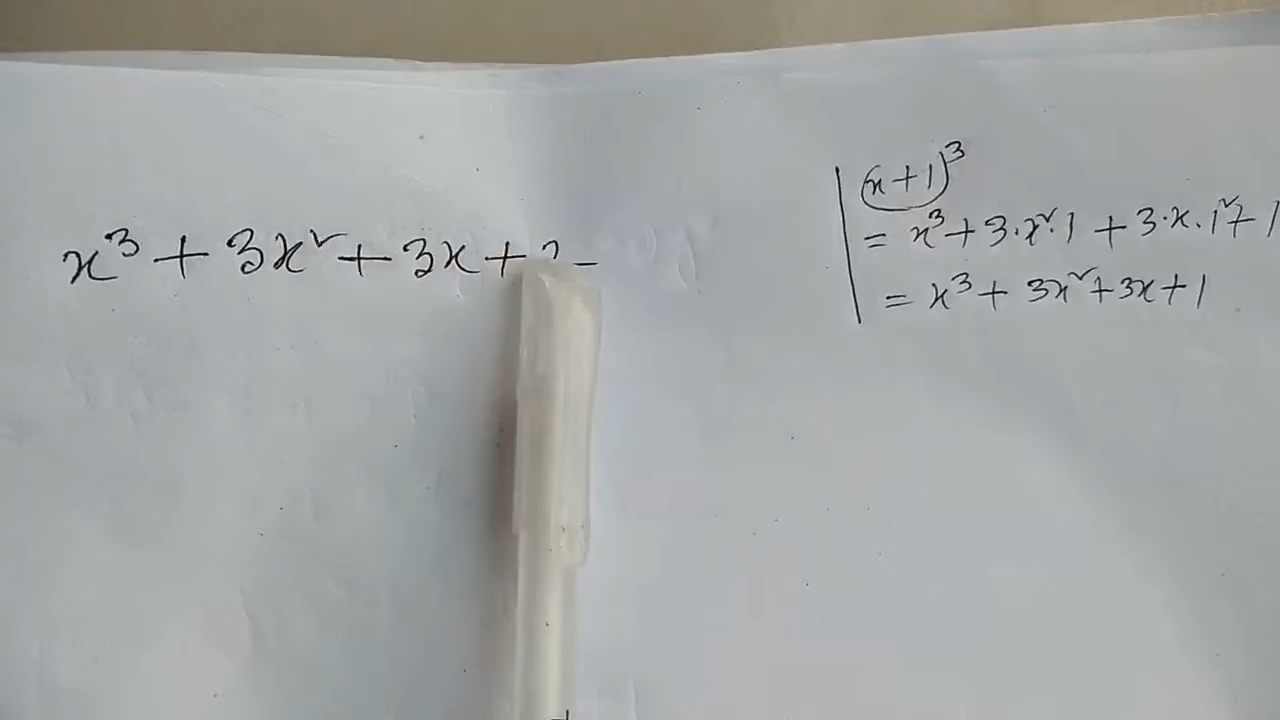 x³ + 3x² + 3x +
(x+1)³
= x³ + 3·x²·1 + 3·x·1² + 1
= x³ + 3x² + 3x + 1